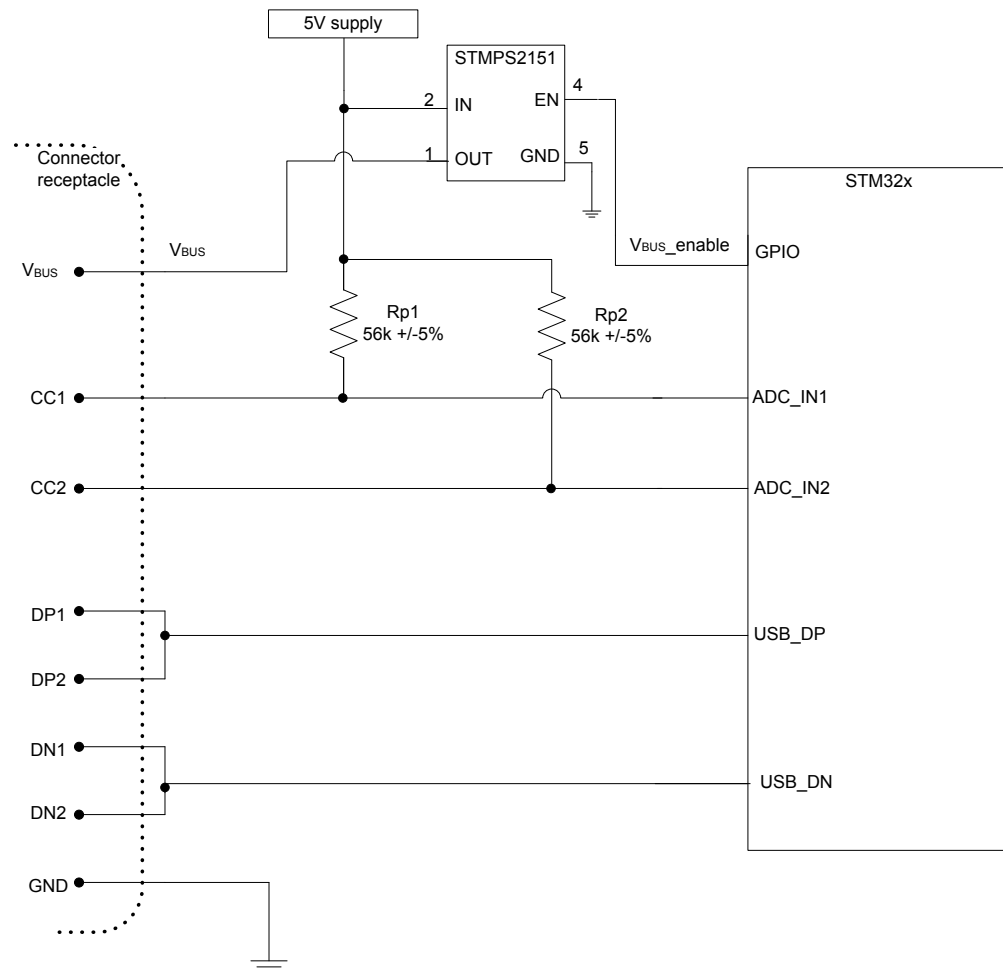 5V supply
STMPS2151
2
IN
EN
4
1
OUT
GND
5
Connector
receptacle
STM32x
VBUS
VBUS
VBUS_enable
GPIO
Rp1
56k +/-5%
Rp2
56k +/-5%
CC1
ADC_IN1
CC2
ADC_IN2
DP1
USB_DP
DP2
DN1
USB_DN
DN2
GND